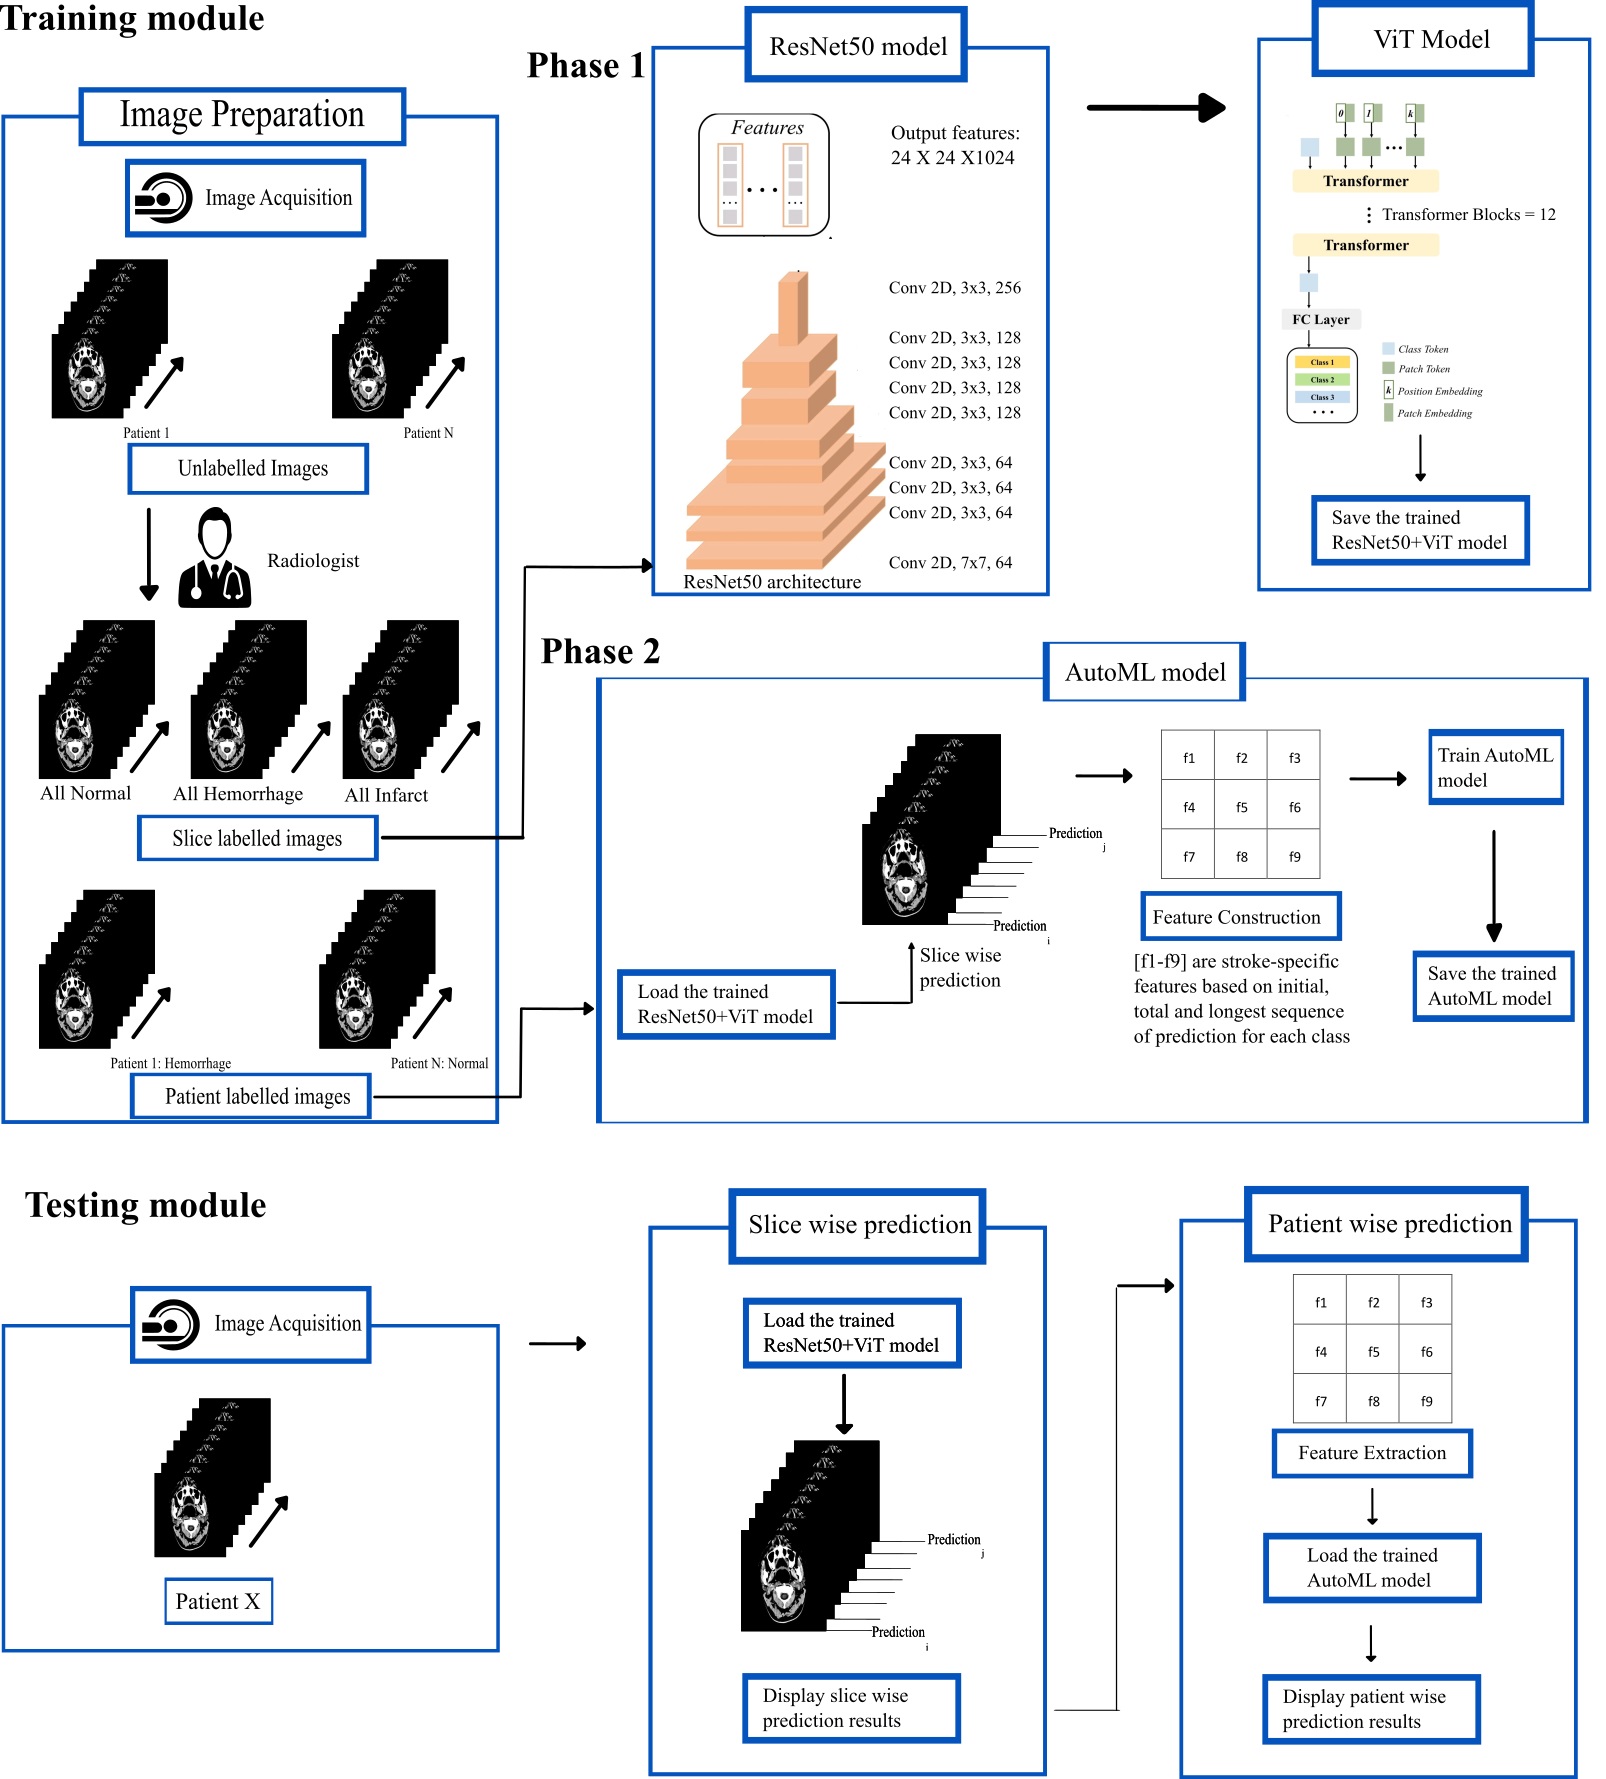 Training module
Image Preparation
Image Acquisition
Patient 1
Patient N
Unlabelled Images
Radiologist
All Normal
All Hemorrhage
All Infarct
Slice labelled images
Patient 1: Hemorrhage
Patient N: Normal
Patient labelled images
Phase 1
ResNet50 model
Features
Output features:
24 X 24 X1024
Conv 2D, 3x3, 256
Conv 2D, 3x3, 128
Conv 2D, 3x3, 128
Conv 2D, 3x3, 128
Conv 2D, 3x3, 128
Conv 2D, 3x3, 64
Conv 2D, 3x3, 64
Conv 2D, 3x3, 64
Conv 2D, 7x7, 64
ResNet50 architecture
ViT Model
0 1 k
Transformer
Transformer Blocks = 12
Transformer
FC Layer
Class 1
Class 2
Class 3
Class Token
Patch Token
k Position Embedding
Patch Embedding
Save the trained
ResNet50+ViT model
Phase 2
AutoML model
Load the trained
ResNet50+ViT model
Slice wise
prediction
Prediction
j
Prediction
i
f1 f2 f3
f4 f5 f6
f7 f8 f9
Feature Construction
[f1-f9] are stroke-specific
features based on initial,
total and longest sequence
of prediction for each class
Train AutoML
model
Save the trained
AutoML model
Testing module
Image Acquisition
Patient X
Slice wise prediction
Load the trained
ResNet50+ViT model
Prediction
j
Prediction
i
Display slice wise
prediction results
Patient wise prediction
f1 f2 f3
f4 f5 f6
f7 f8 f9
Feature Extraction
Load the trained
AutoML model
Display patient wise
prediction results